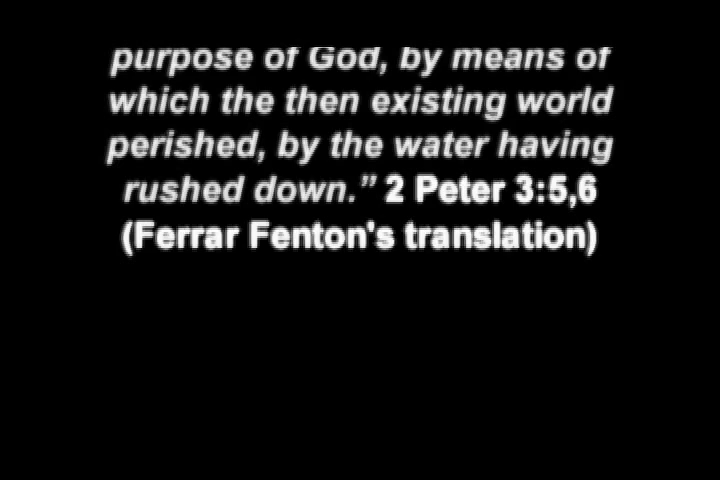 purpose of God, by means of
which the then existing world
perished, by the water having
rushed down.” 2 Peter 3:5,6
(Ferrar Fenton's translation)